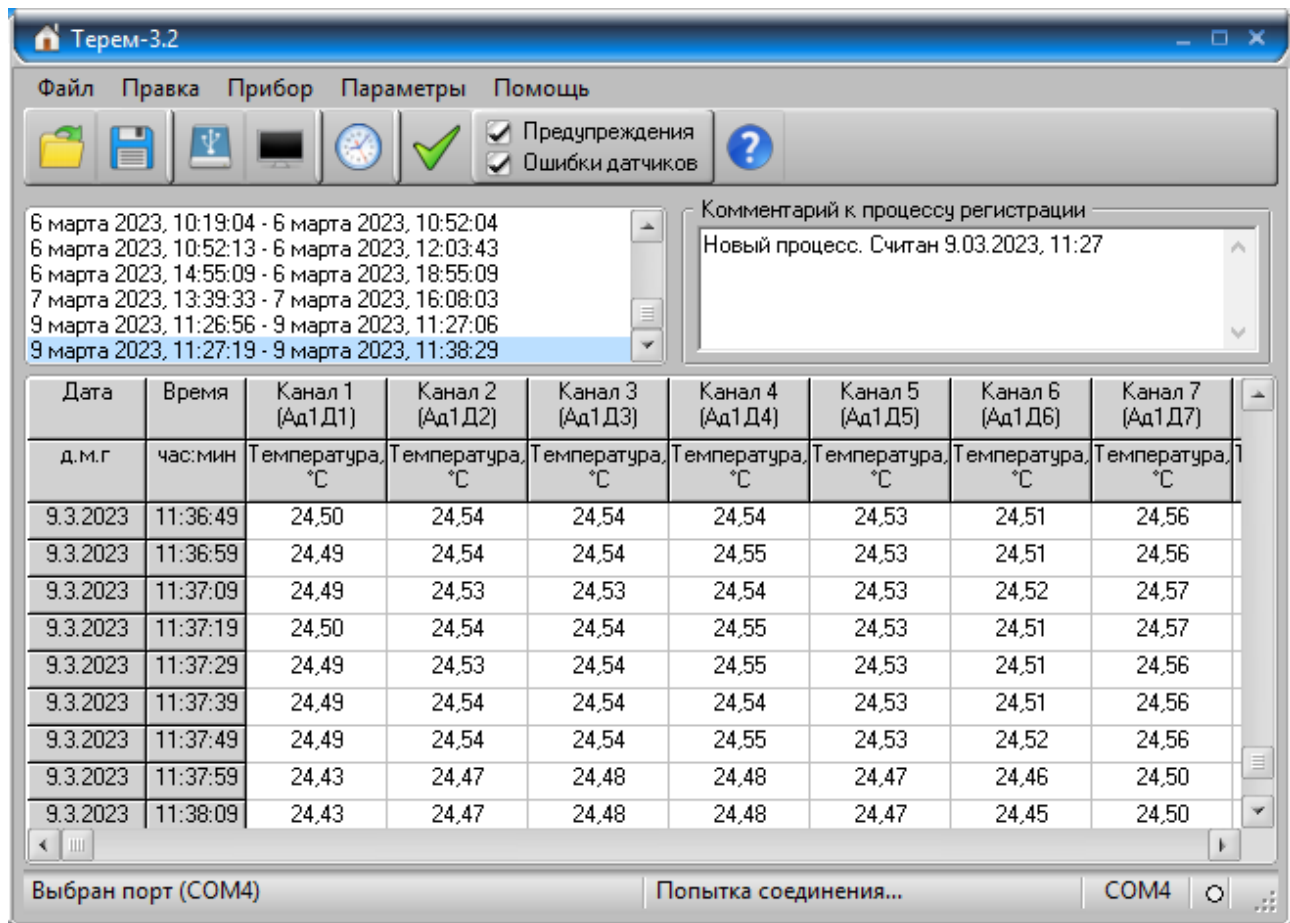 Терем-3.2
Файл Правка Прибор Параметры Помощь
Предупреждения
Ошибки датчиков
6 марта 2023, 10:19:04 - 6 марта 2023, 10:52:04
6 марта 2023, 10:52:13 - 6 марта 2023, 12:03:43
6 марта 2023, 14:55:09 - 6 марта 2023, 18:55:09
7 марта 2023, 13:39:33 - 7 марта 2023, 16:08:03
9 марта 2023, 11:26:56 - 9 марта 2023, 11:27:06
9 марта 2023, 11:27:19 - 9 марта 2023, 11:38:29
Комментарий к процессу регистрации
Новый процесс. Считан 9.03.2023, 11:27
Дата Время Канал 1 Канал 2 Канал 3 Канал 4 Канал 5 Канал 6 Канал 7
(Ад1Д1) (Ад1Д2) (Ад1Д3) (Ад1Д4) (Ад1Д5) (Ад1Д6) (Ад1Д7)
д.м.г час:мин Температура, Температура, Температура, Температура, Температура, Температура, Температура,
°C °C °C °C °C °C °C
9.3.2023 11:36:49 24,50 24,54 24,54 24,54 24,53 24,51 24,56
9.3.2023 11:36:59 24,49 24,54 24,54 24,55 24,53 24,51 24,56
9.3.2023 11:37:09 24,49 24,53 24,53 24,54 24,53 24,52 24,57
9.3.2023 11:37:19 24,50 24,54 24,54 24,55 24,53 24,51 24,57
9.3.2023 11:37:29 24,49 24,53 24,54 24,55 24,53 24,51 24,56
9.3.2023 11:37:39 24,49 24,54 24,54 24,54 24,53 24,51 24,56
9.3.2023 11:37:49 24,49 24,54 24,54 24,55 24,53 24,52 24,56
9.3.2023 11:37:59 24,43 24,47 24,48 24,48 24,47 24,46 24,50
9.3.2023 11:38:09 24,43 24,47 24,48 24,48 24,47 24,45 24,50
Выбран порт (COM4) Попытка соединения... COM4